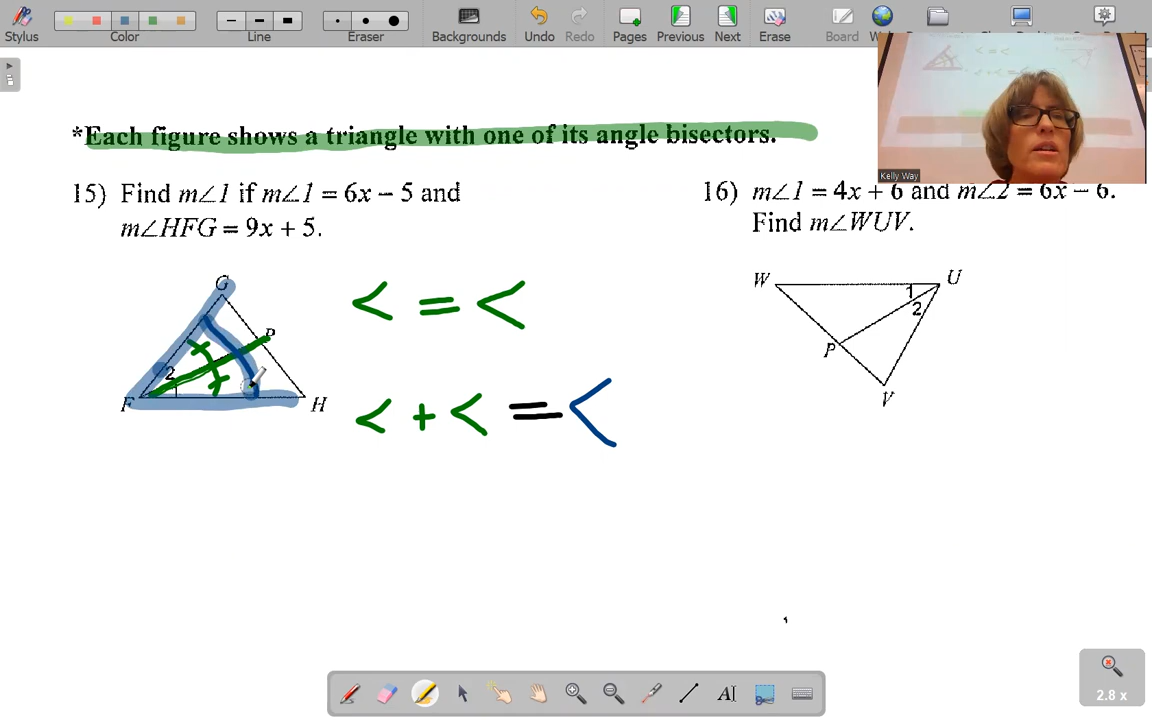 Stylus
Color
Line
Eraser
Backgrounds
Undo
Redo
Pages
Previous
Next
Erase
Board
*Each figure shows a triangle with one of its angle bisectors.
Kelly Way
15) Find m∠1 if m∠1 = 6x − 5 and
m∠HFG = 9x + 5.
16) m∠1 = 4x + 6 and m∠2 = 6x − 6.
Find m∠WUV.
G
P
2
F
H
< = <
< + < = <
W
U
1
2
P
V
AI
2.8 x